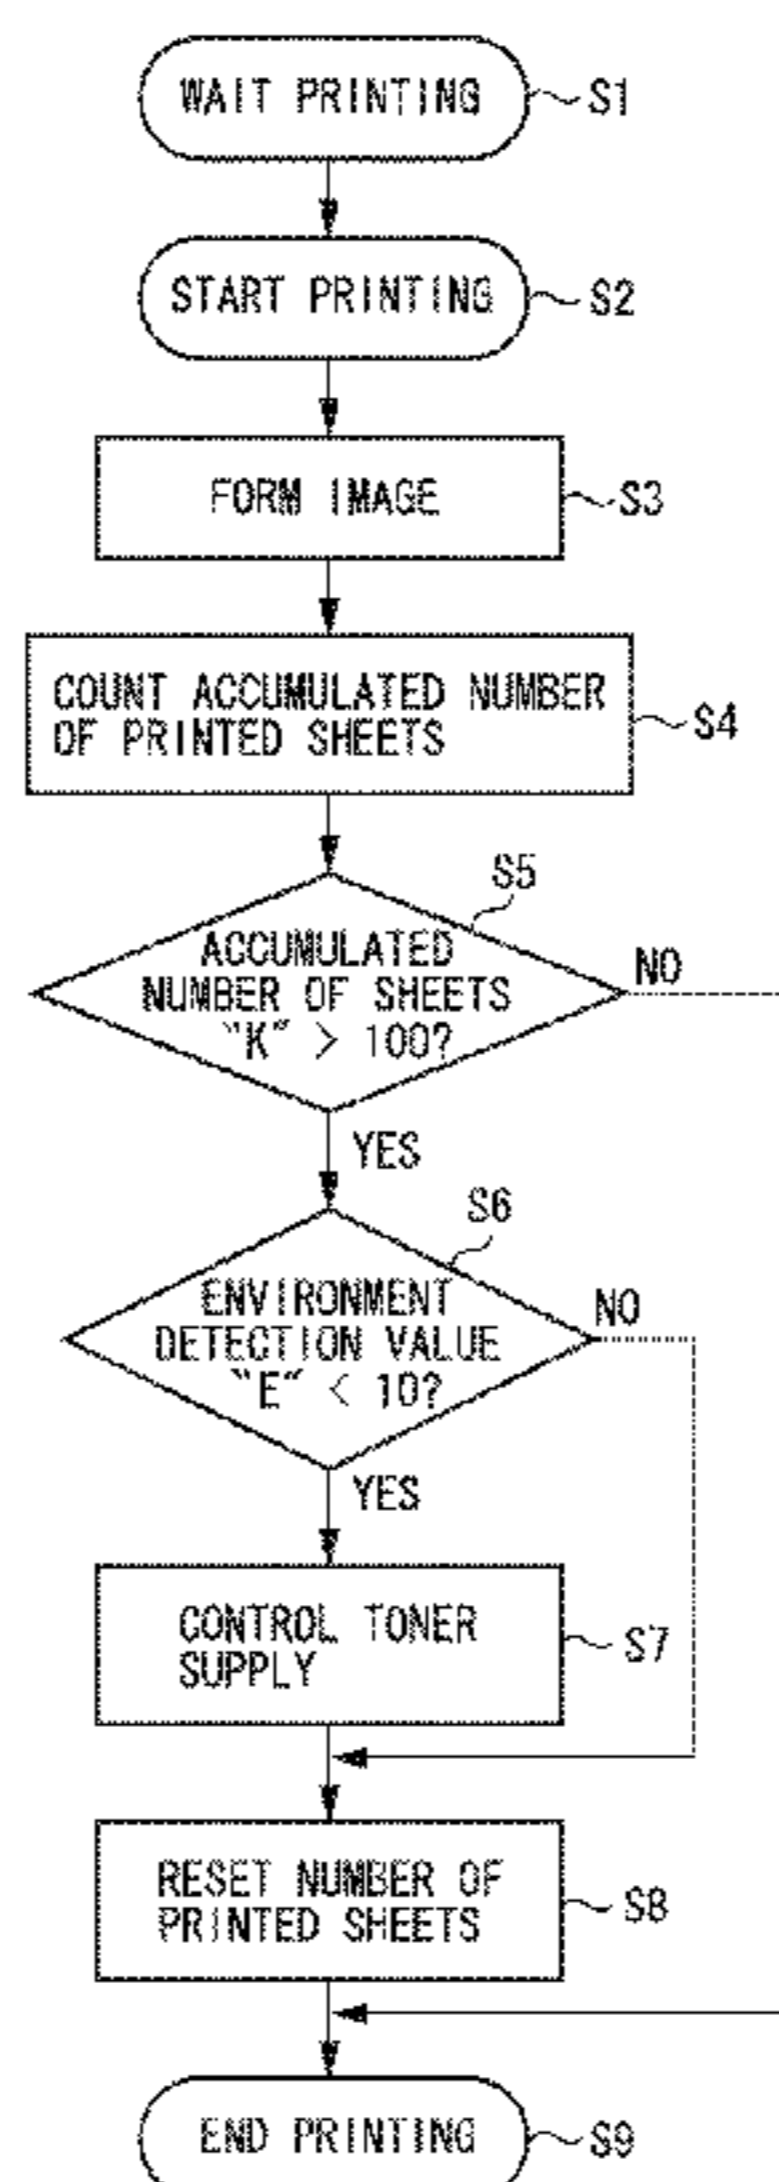 WAIT PRINTING
S1
START PRINTING
S2
FORM IMAGE
S3
COUNT ACCUMULATED NUMBER
OF PRINTED SHEETS
S4
S5
ACCUMULATED
NUMBER OF SHEETS
"K" > 100?
NO
YES
S6
ENVIRONMENT
DETECTION VALUE
"E" < 10?
NO
YES
CONTROL TONER
SUPPLY
S7
RESET NUMBER OF
PRINTED SHEETS
S8
END PRINTING
S9